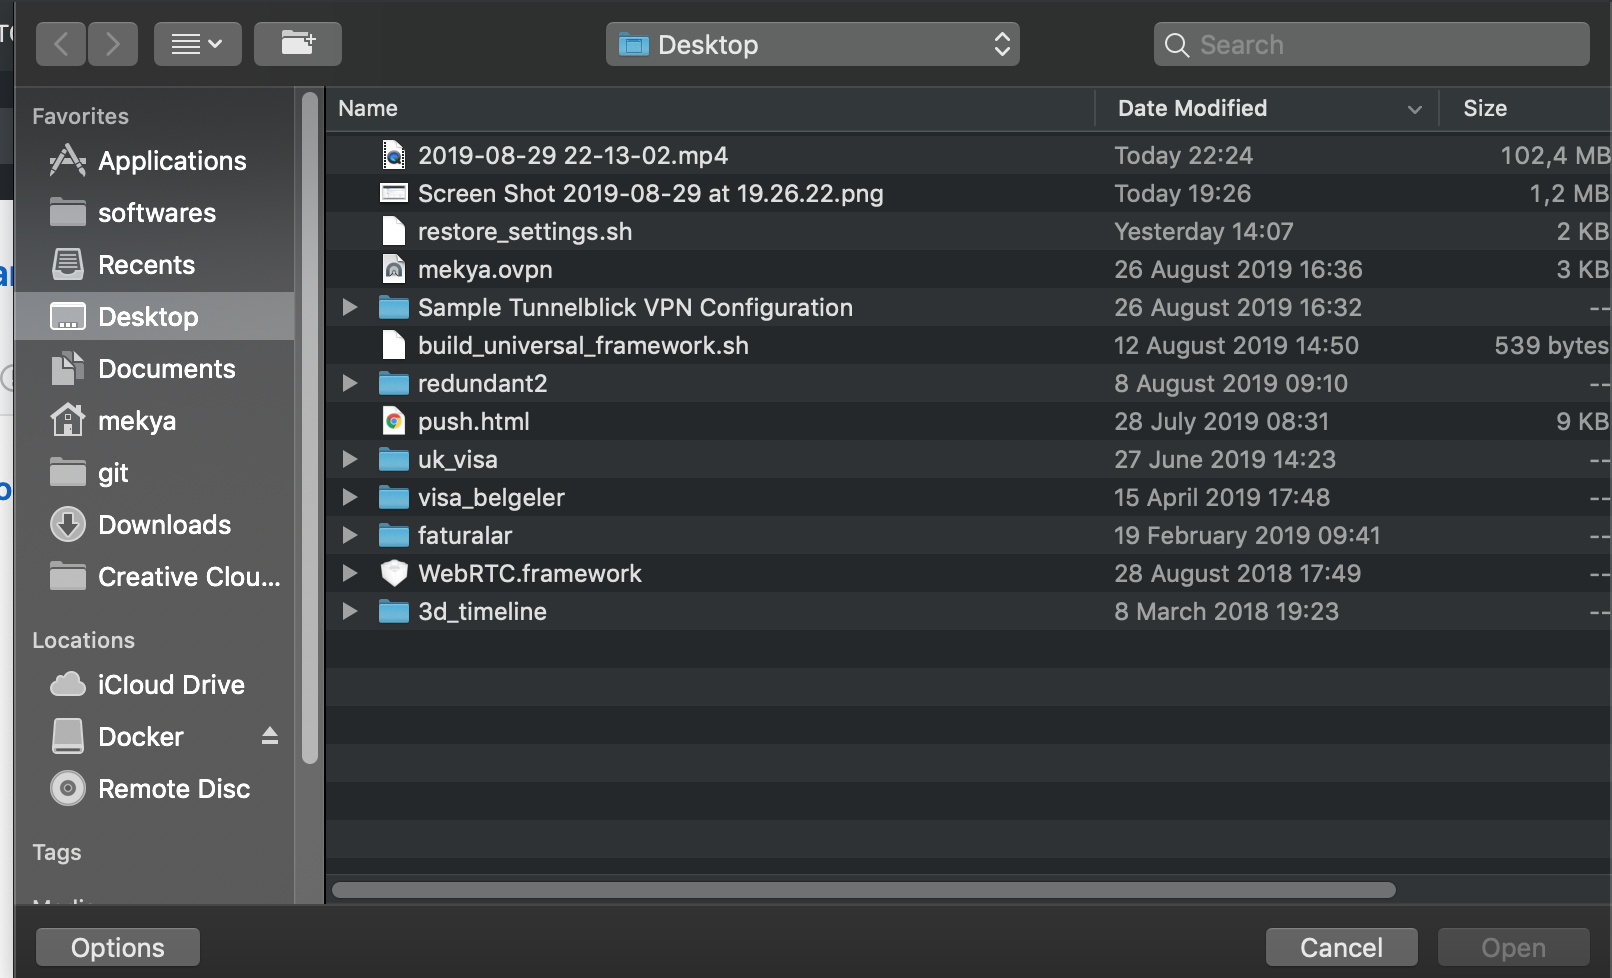 Desktop
Search
Favorites
Applications
softwares
Recents
Desktop
Documents
mekya
git
Downloads
Creative Clou...
Locations
iCloud Drive
Docker
Remote Disc
Tags
Name Date Modified Size
2019-08-29 22-13-02.mp4 Today 22:24 102,4 MB
Screen Shot 2019-08-29 at 19.26.22.png Today 19:26 1,2 MB
restore_settings.sh Yesterday 14:07 2 KB
mekya.ovpn 26 August 2019 16:36 3 KB
Sample Tunnelblick VPN Configuration 26 August 2019 16:32 --
build_universal_framework.sh 12 August 2019 14:50 539 bytes
redundant2 8 August 2019 09:10 --
push.html 28 July 2019 08:31 9 KB
uk_visa 27 June 2019 14:23 --
visa_belgeler 15 April 2019 17:48 --
faturalar 19 February 2019 09:41 --
WebRTC.framework 28 August 2018 17:49 --
3d_timeline 8 March 2018 19:23 --
Options
Cancel
Open